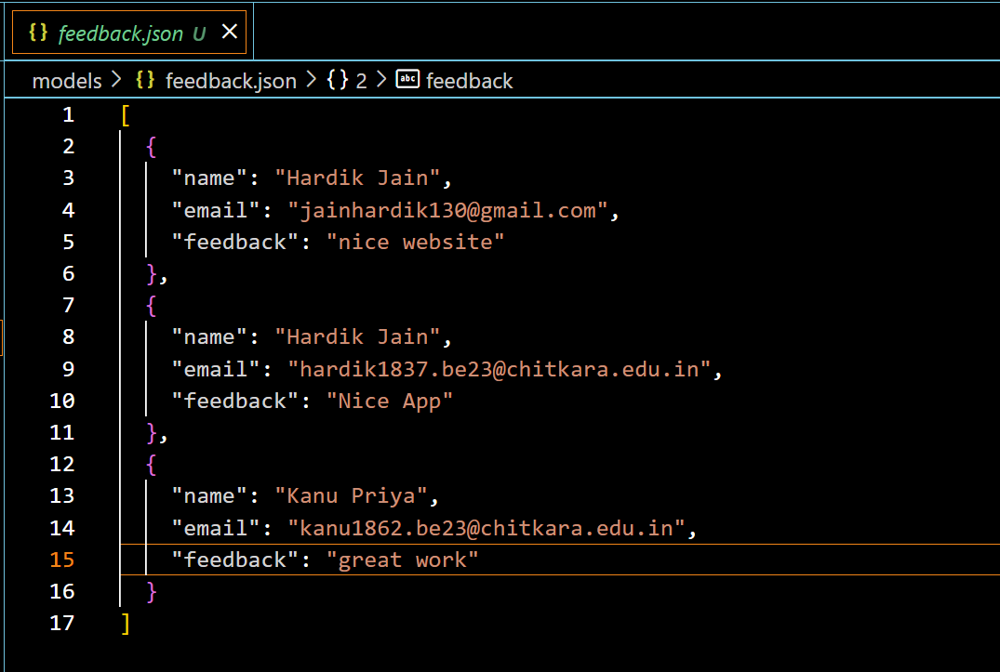 {} feedback.json U ×
models > {} feedback.json > {} 2 > abc feedback
1 [
2 {
3 "name": "Hardik Jain",
4 "email": "jainhardik130@gmail.com",
5 "feedback": "nice website"
6 },
7 {
8 "name": "Hardik Jain",
9 "email": "hardik1837.be23@chitkara.edu.in",
10 "feedback": "Nice App"
11 },
12 {
13 "name": "Kanu Priya",
14 "email": "kanu1862.be23@chitkara.edu.in",
15 "feedback": "great work"
16 }
17 ]